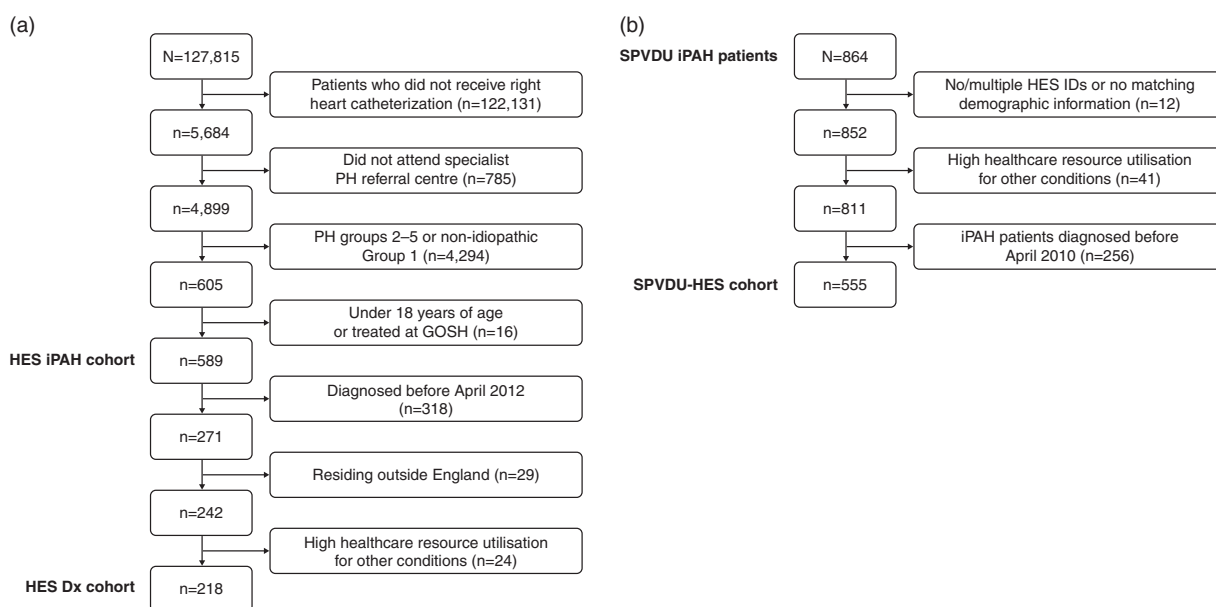 (a)
N=127,815
Patients who did not receive right
heart catheterization (n=122,131)
n=5,684
Did not attend specialist
PH referral centre (n=785)
n=4,899
PH groups 2–5 or non-idiopathic
Group 1 (n=4,294)
n=605
Under 18 years of age
or treated at GOSH (n=16)
HES iPAH cohort
n=589
Diagnosed before April 2012
(n=318)
n=271
Residing outside England (n=29)
n=242
High healthcare resource utilisation
for other conditions (n=24)
HES Dx cohort
n=218
(b)
SPVDU iPAH patients
N=864
No/multiple HES IDs or no matching
demographic information (n=12)
n=852
High healthcare resource utilisation
for other conditions (n=41)
n=811
iPAH patients diagnosed before
April 2010 (n=256)
SPVDU-HES cohort
n=555